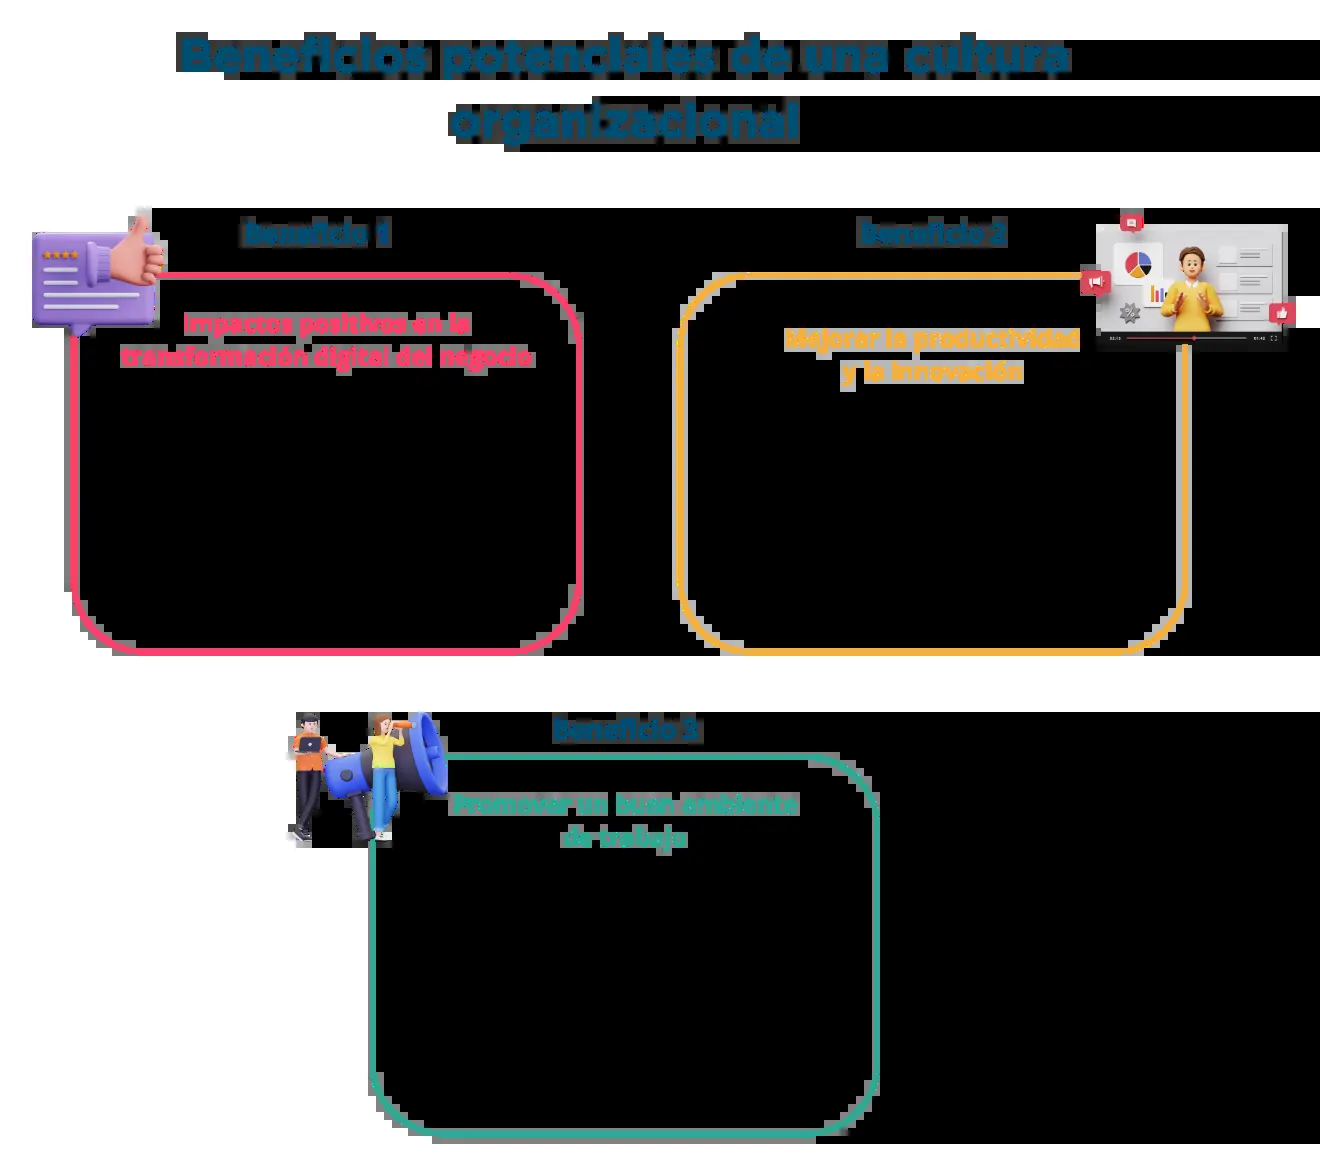 Beneficios potenciales de una cultura
organizacional
Beneficio 1
Impactos positivos en la
transformación digital del negocio
Beneficio 2
Mejorar la productividad
y la innovación
Beneficio 3
Promover un buen ambiente
de trabajo